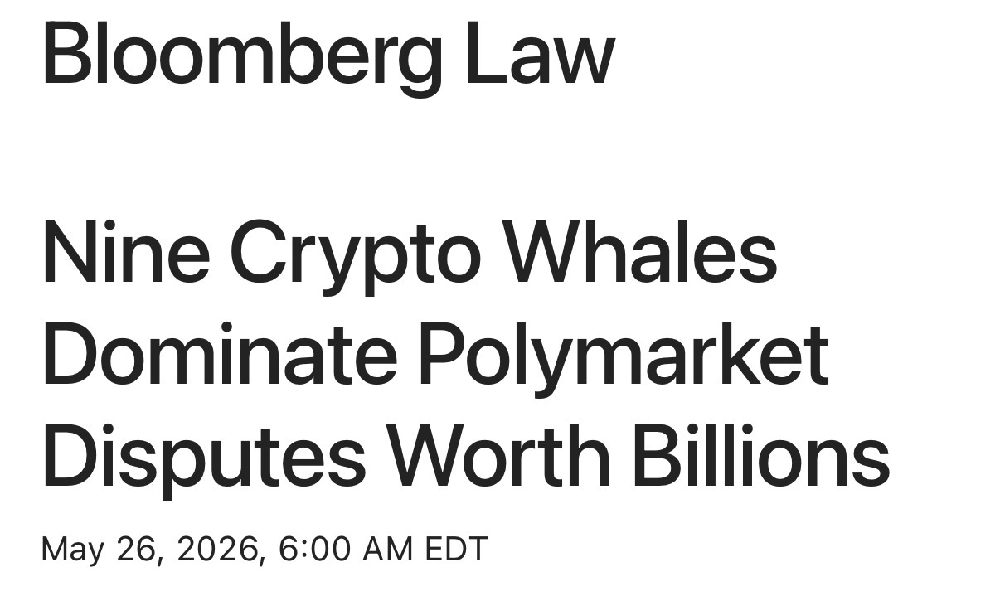 Bloomberg Law
Nine Crypto Whales
Dominate Polymarket
Disputes Worth Billions
May 26, 2026, 6:00 AM EDT